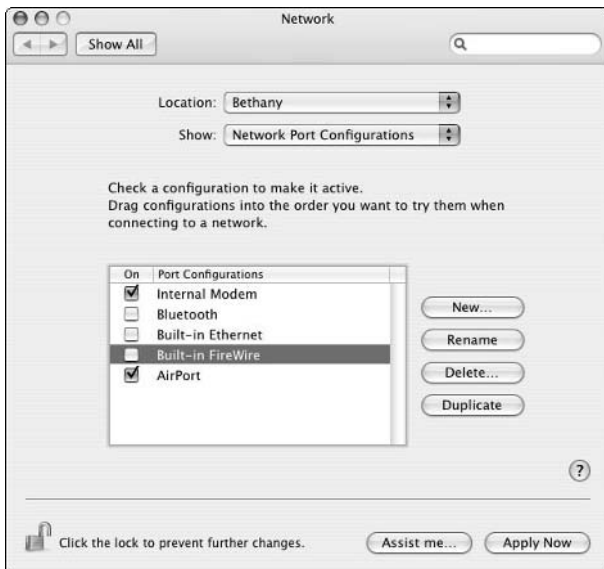 Network
Show All
Location: Bethany
Show: Network Port Configurations
Check a configuration to make it active.
Drag configurations into the order you want to try them when
connecting to a network.
On Port Configurations
Internal Modem
Bluetooth
Built-in Ethernet
Built-in FireWire
AirPort
New...
Rename
Delete...
Duplicate
?
Click the lock to prevent further changes.
Assist me...
Apply Now